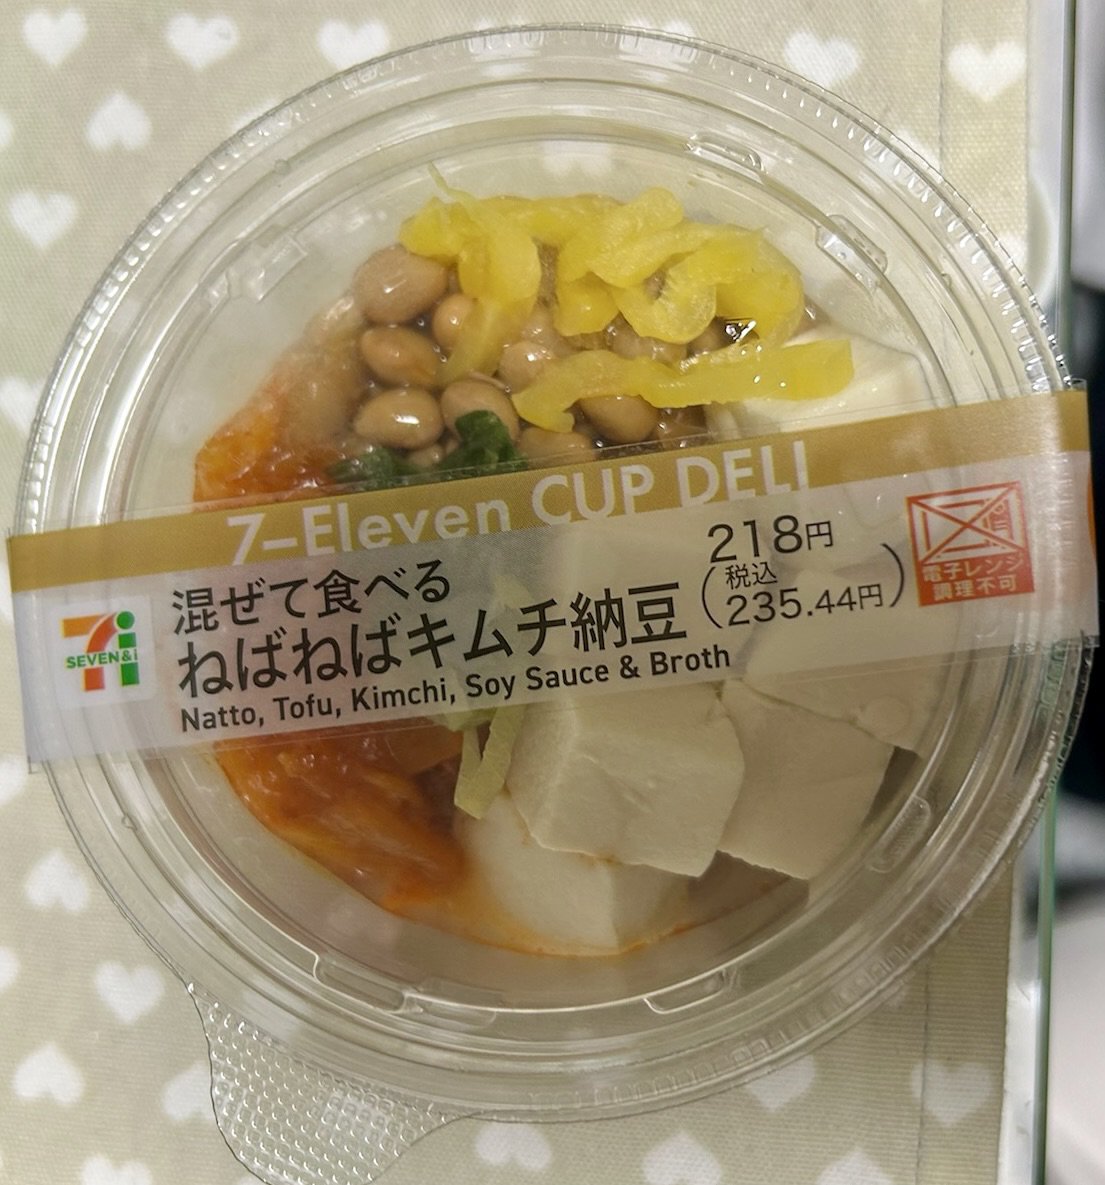 7-Eleven CUP DELI
混ぜて食べる
ねばねばキムチ納豆
Natto, Tofu, Kimchi, Soy Sauce & Broth
218円
(税込
235.44円)
電子レンジ
調理不可
7i
SEVEN&i